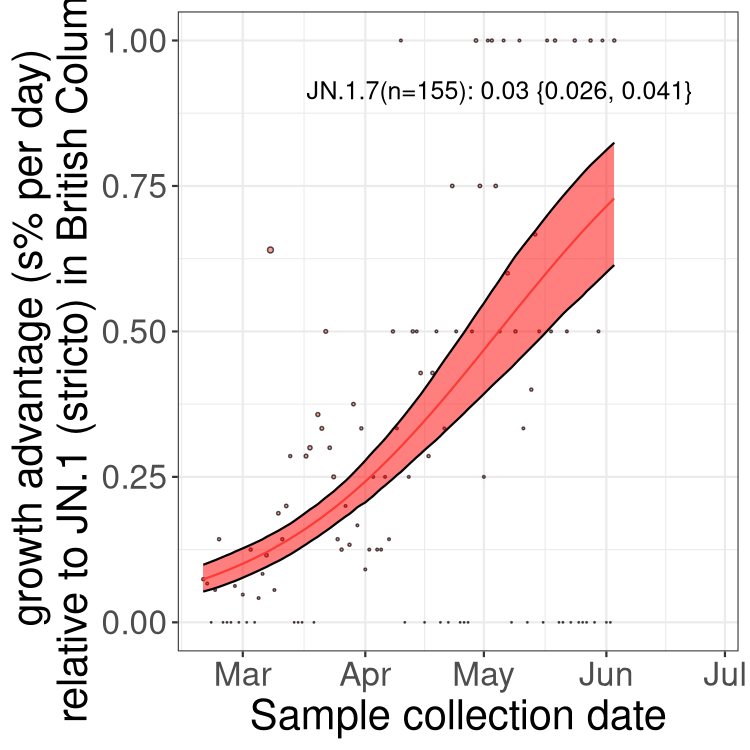 growth advantage (s% per day)
relative to JN.1 (stricto) in British Colum
1.00
0.75
0.50
0.25
0.00
JN.1.7(n=155): 0.03 {0.026, 0.041}
Mar
Apr
May
Jun
Jul
Sample collection date